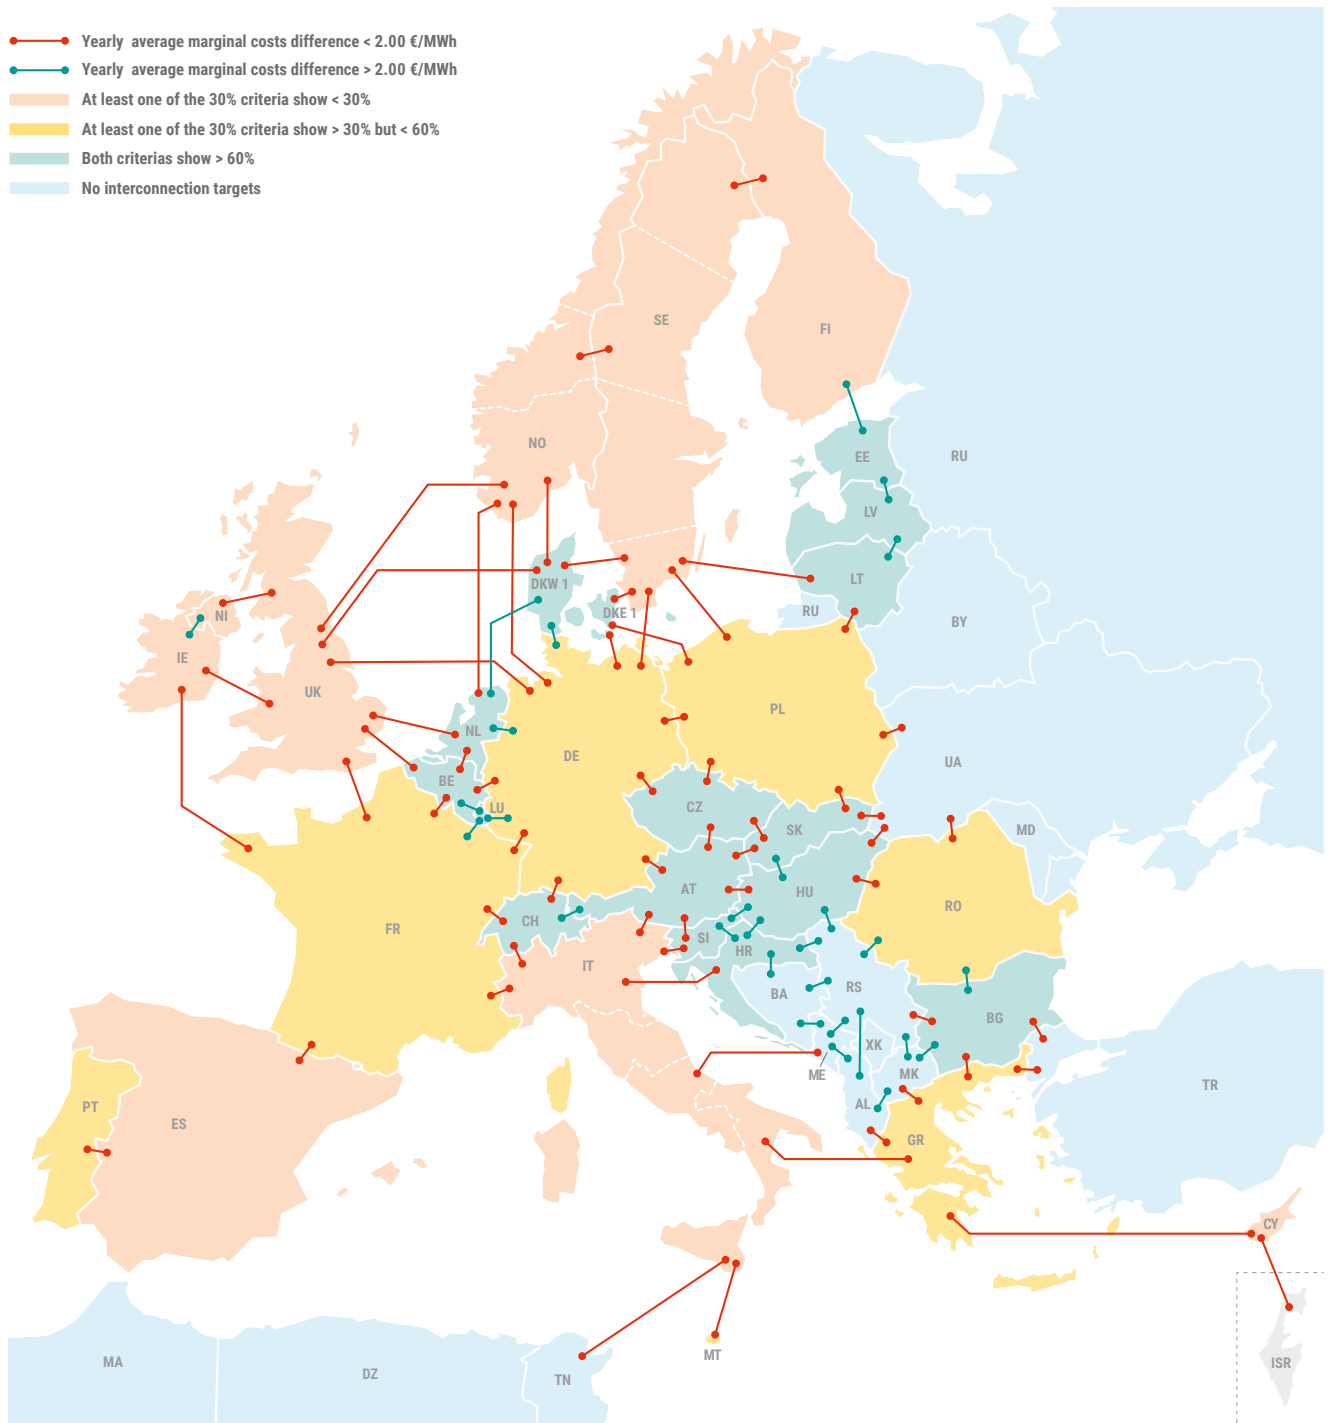 Yearly  average marginal costs difference < 2.00 €/MWh
Yearly  average marginal costs difference > 2.00 €/MWh
At least one of the 30% criteria show < 30%
At least one of the 30% criteria show > 30% but < 60%
Both criterias show > 60%
No interconnection targets
SE
FI
NO
EE
RU
LV
LT
DKW 1
DKE 1
RU
NI
BY
IE
UK
PL
NL
DE
UA
BE
LU
CZ
SK
MD
AT
HU
RO
CH
FR
SI
HR
IT
BA
RS
BG
XK
ME
MK
TR
AL
PT
ES
GR
CY
MT
MA
DZ
TN
ISR